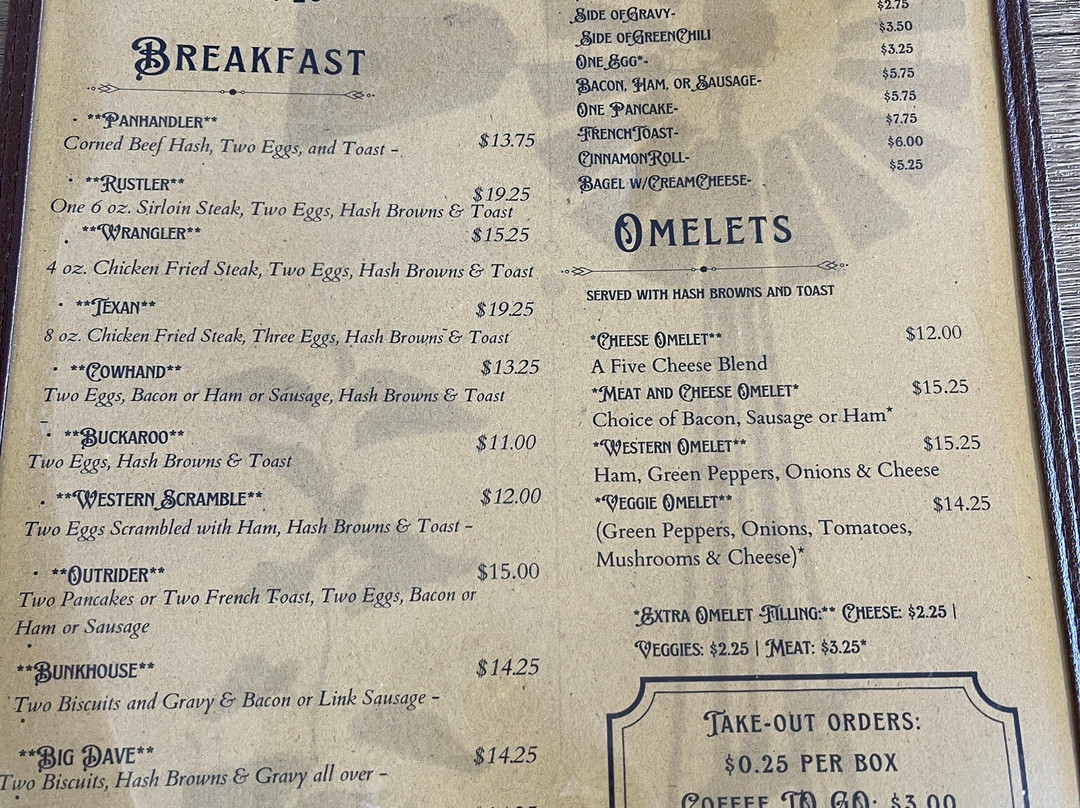 BREAKFAST
• **PANHANDLER**
Corned Beef Hash, Two Eggs, and Toast – $13.75
• **RUSTLER** $19.25
One 6 oz. Sirloin Steak, Two Eggs, Hash Browns & Toast
• **WRANGLER** $15.25
4 oz. Chicken Fried Steak, Two Eggs, Hash Browns & Toast
• **TEXAN** $19.25
8 oz. Chicken Fried Steak, Three Eggs, Hash Browns & Toast
• **COWHAND** $13.25
Two Eggs, Bacon or Ham or Sausage, Hash Browns & Toast
• **BUCKAROO** $11.00
Two Eggs, Hash Browns & Toast
• **WESTERN SCRAMBLE** $12.00
Two Eggs Scrambled with Ham, Hash Browns & Toast –
• **OUTRIDER** $15.00
Two Pancakes or Two French Toast, Two Eggs, Bacon or
Ham or Sausage
•
**BUNKHOUSE** $14.25
Two Biscuits and Gravy & Bacon or Link Sausage –
•
**BIG DAVE** $14.25
Two Biscuits, Hash Browns & Gravy all over –
$2.75
SIDE OF GRAVY-
$3.50
SIDE OF GREEN CHILI
$3.25
ONE EGG*-
$5.75
BACON, HAM, OR SAUSAGE-
$5.75
ONE PANCAKE-
$7.75
FRENCH TOAST-
$6.00
CINNAMON ROLL-
$5.25
BAGEL W/CREAM CHEESE-
OMELETS
SERVED WITH HASH BROWNS AND TOAST
*CHEESE OMELET** $12.00
A Five Cheese Blend
*MEAT AND CHEESE OMELET* $15.25
Choice of Bacon, Sausage or Ham*
*WESTERN OMELET** $15.25
Ham, Green Peppers, Onions & Cheese
*VEGGIE OMELET** $14.25
(Green Peppers, Onions, Tomatoes,
Mushrooms & Cheese)*
*EXTRA OMELET FILLING:** CHEESE: $2.25 |
VEGGIES: $2.25 | MEAT: $3.25*
TAKE-OUT ORDERS:
$0.25 PER BOX
COFFEE TO GO: $3.00